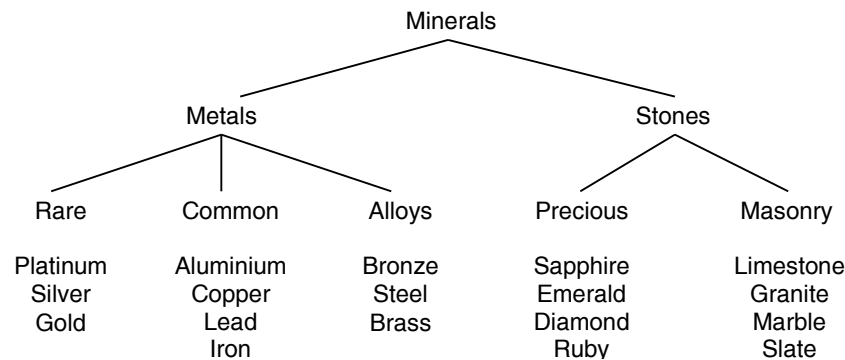 Minerals
Metals Stones
Rare Common Alloys Precious Masonry
Platinum Aluminium Bronze Sapphire Limestone
Silver Copper Steel Emerald Granite
Gold Lead Brass Diamond Marble
Iron Ruby Slate